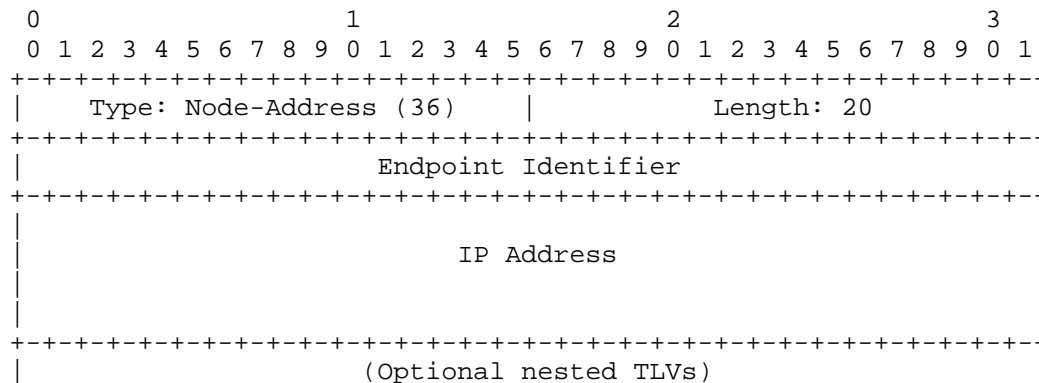 0                   1                   2                   3
0 1 2 3 4 5 6 7 8 9 0 1 2 3 4 5 6 7 8 9 0 1 2 3 4 5 6 7 8 9 0 1
+-+-+-+-+-+-+-+-+-+-+-+-+-+-+-+-+-+-+-+-+-+-+-+-+-+-+-+-+-+-+-+--
|    Type: Node-Address (36)    |           Length: 20
+-+-+-+-+-+-+-+-+-+-+-+-+-+-+-+-+-+-+-+-+-+-+-+-+-+-+-+-+-+-+-+--
|                      Endpoint Identifier
+-+-+-+-+-+-+-+-+-+-+-+-+-+-+-+-+-+-+-+-+-+-+-+-+-+-+-+-+-+-+-+--
|
|                           IP Address
|
|
+-+-+-+-+-+-+-+-+-+-+-+-+-+-+-+-+-+-+-+-+-+-+-+-+-+-+-+-+-+-+-+--
|                     (Optional nested TLVs)